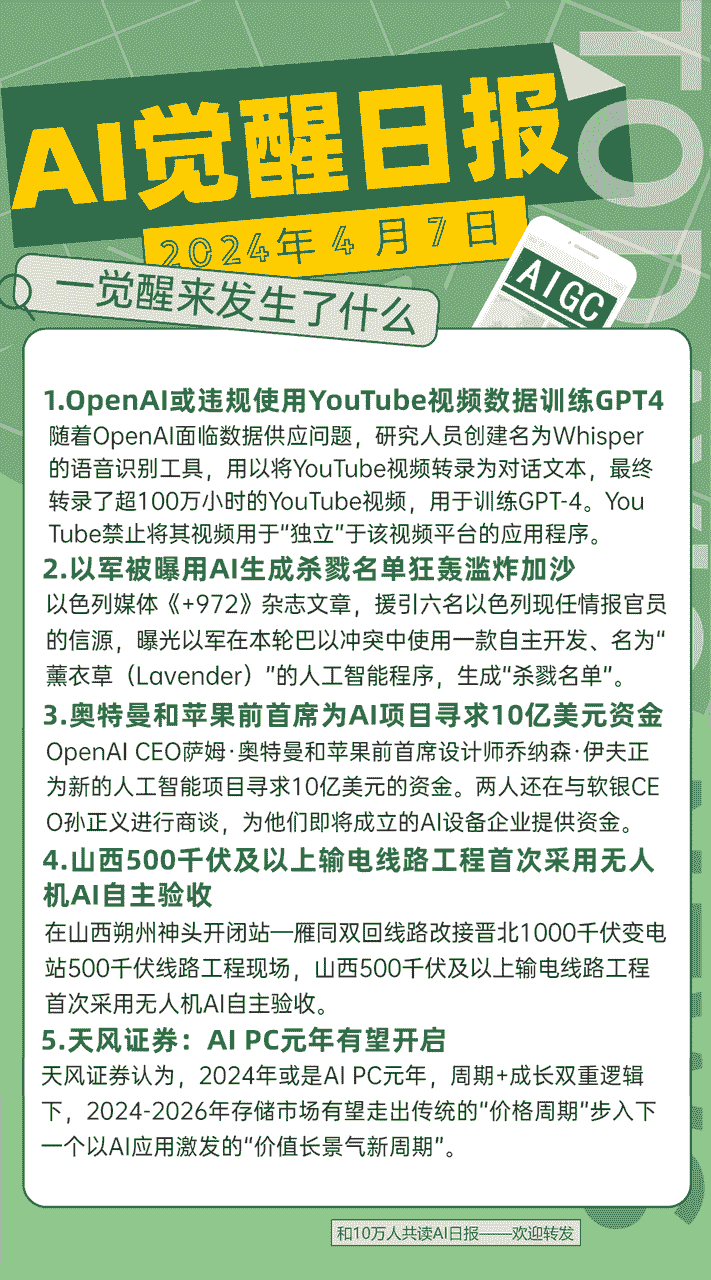 AI觉醒日报
2024年4月7日
一觉醒来发生了什么
AIGC
1.OpenAI或违规使用YouTube视频数据训练GPT4
随着OpenAI面临数据供应问题，研究人员创建名为Whisper
的语音识别工具，用以将YouTube视频转录为对话文本，最终
转录了超100万小时的YouTube视频，用于训练GPT-4。You
Tube禁止将其视频用于“独立”于该视频平台的应用程序。
2.以军被曝用AI生成杀戮名单狂轰滥炸加沙
以色列媒体《+972》杂志文章，援引六名以色列现任情报官员
的信源，曝光以军在本轮巴以冲突中使用一款自主开发、名为“
薰衣草（Lavender）”的人工智能程序，生成“杀戮名单”。
3.奥特曼和苹果前首席为AI项目寻求10亿美元资金
OpenAI CEO萨姆·奥特曼和苹果前首席设计师乔纳森·伊夫正
为新的人工智能项目寻求10亿美元的资金。两人还在与软银CE
O孙正义进行商谈，为他们即将成立的AI设备企业提供资金。
4.山西500千伏及以上输电线路工程首次采用无人
机AI自主验收
在山西朔州神头开闭站—雁同双回线路改接晋北1000千伏变电
站500千伏线路工程现场，山西500千伏及以上输电线路工程
首次采用无人机AI自主验收。
5.天风证券：AI PC元年有望开启
天风证券认为，2024年或是AI PC元年，周期+成长双重逻辑
下，2024-2026年存储市场有望走出传统的“价格周期”步入下
一个以AI应用激发的“价值长景气新周期”。
和10万人共读AI日报——欢迎转发